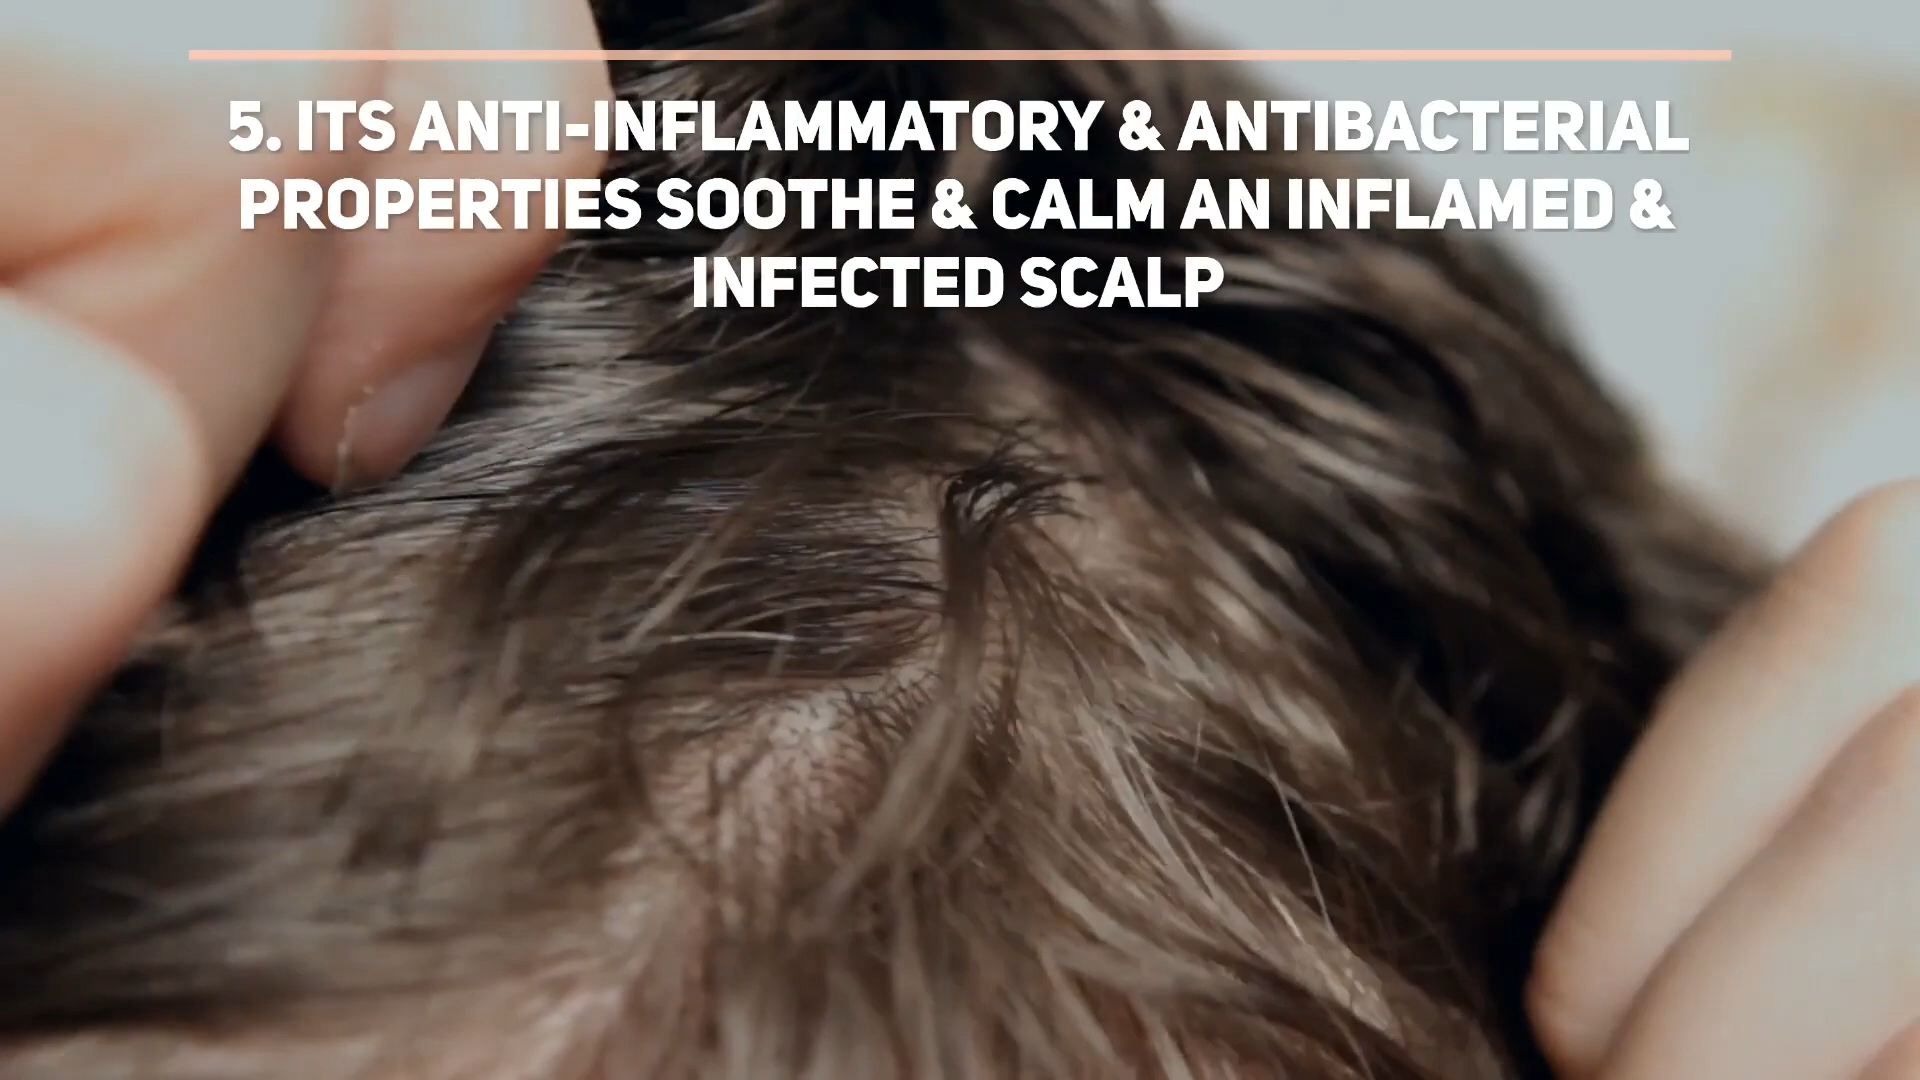 5. ITS ANTI-INFLAMMATORY & ANTIBACTERIAL
PROPERTIES SOOTHE & CALM AN INFLAMED &
INFECTED SCALP